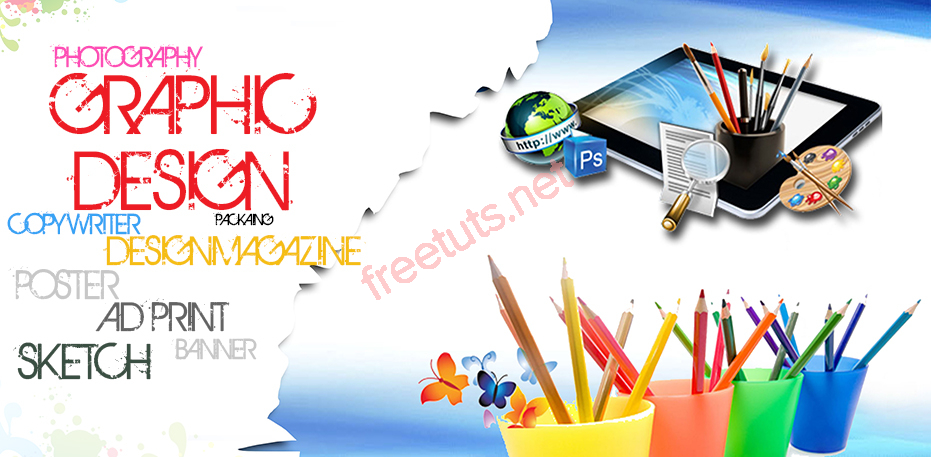 PHOTOGRAPHY
GRAPHIC
DESIGN
COPYWRITER
PACKAING
DESIGNMAGAZINE
POSTER
AD PRINT
SKETCH
BANNER
http://www.
Ps
freetuts.net